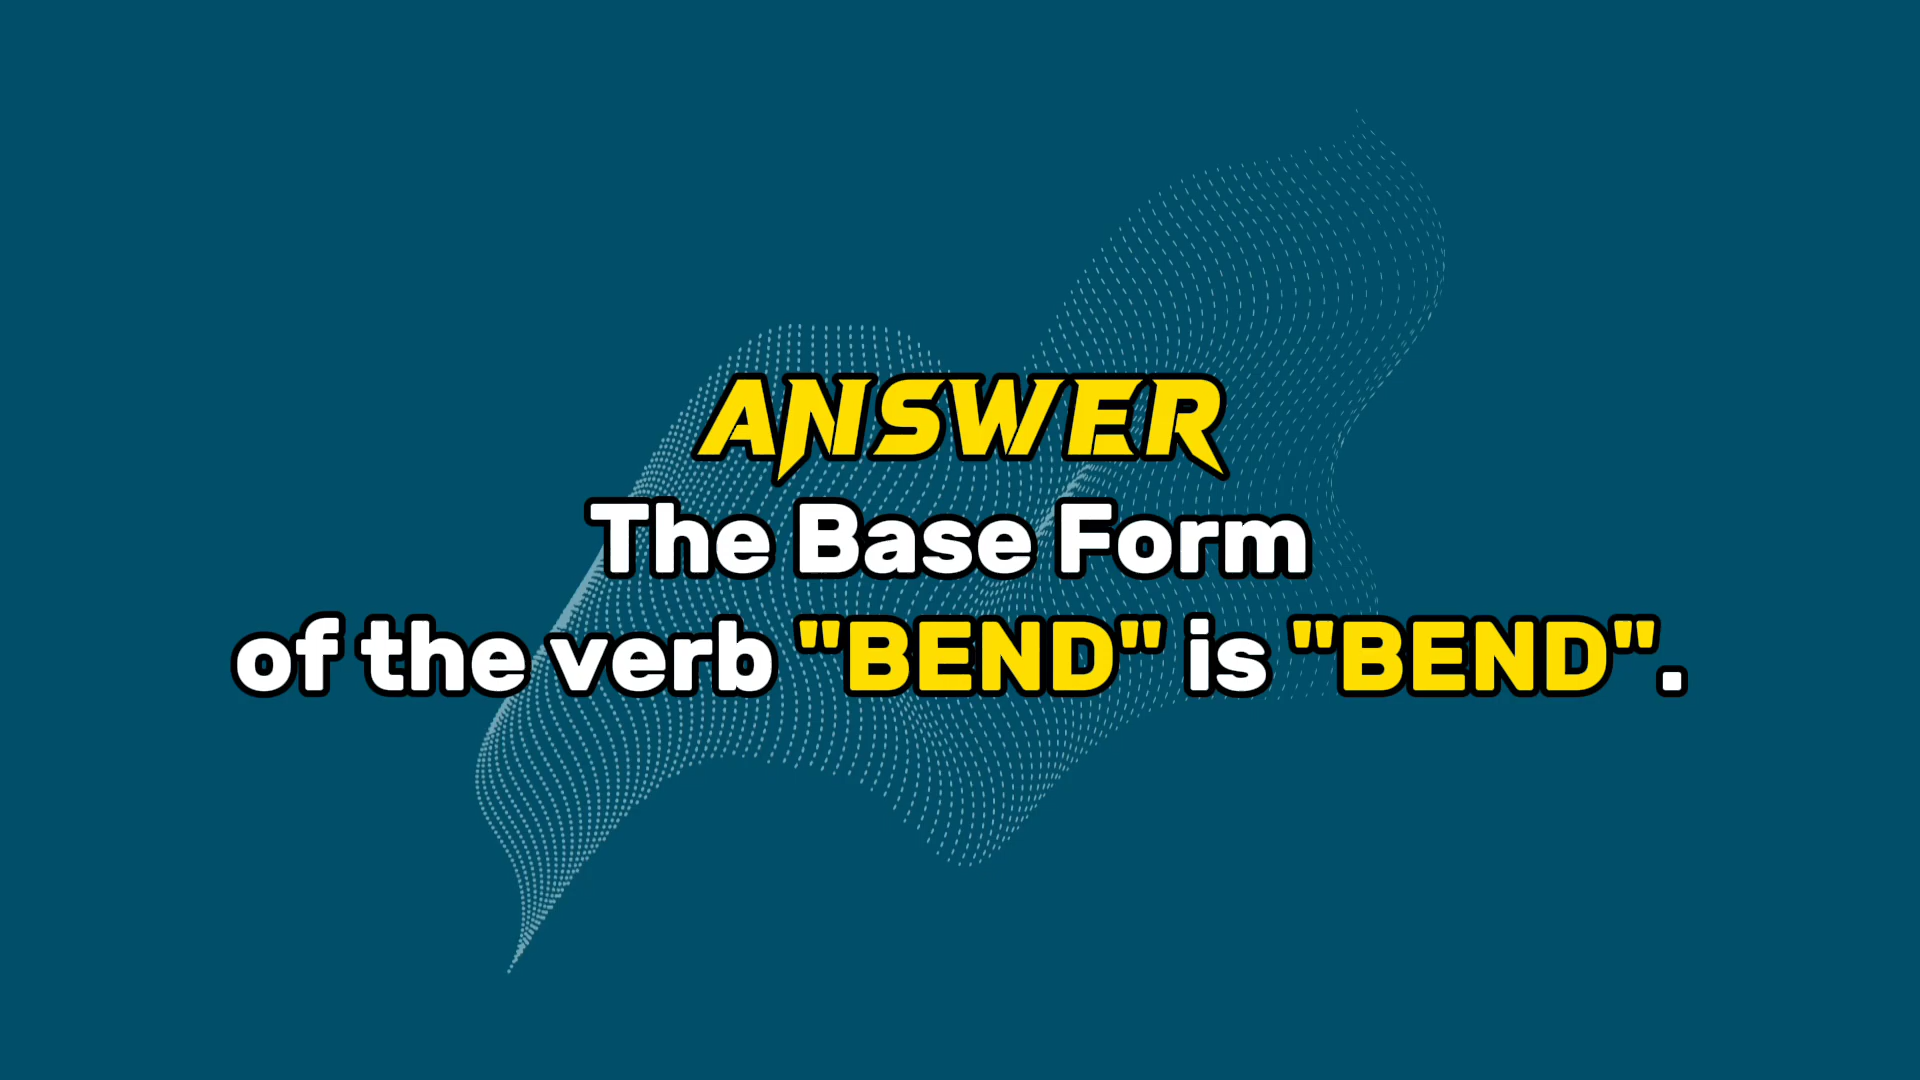 ANSWER
The Base Form
of the verb "BEND" is "BEND".